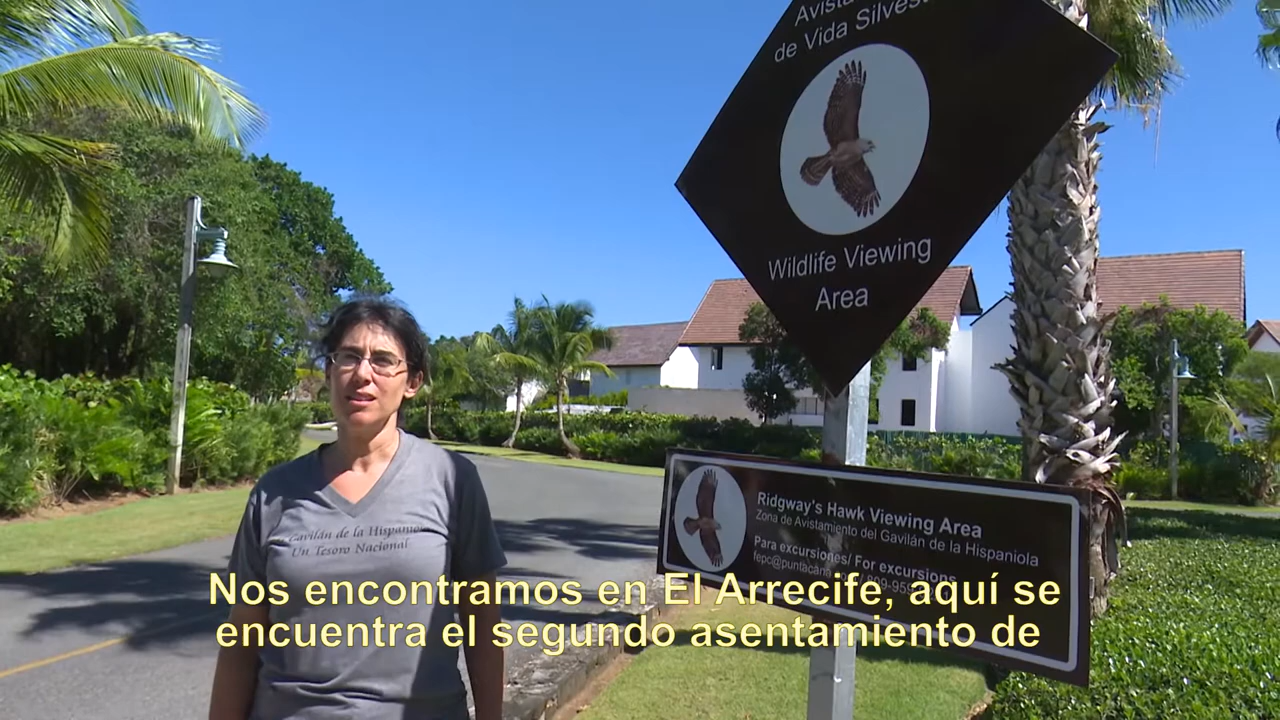 de Vida Silvest
Wildlife Viewing
Area
Ridgway's Hawk Viewing Area
Zona de Avistamiento del Gavilán de la Hispaniola
Para excursiones/ For excursions
fepc@puntacana
Gavilán de la Hispaniola
Un Tesoro Nacional
Nos encontramos en El Arrecife, aquí se
encuentra el segundo asentamiento de